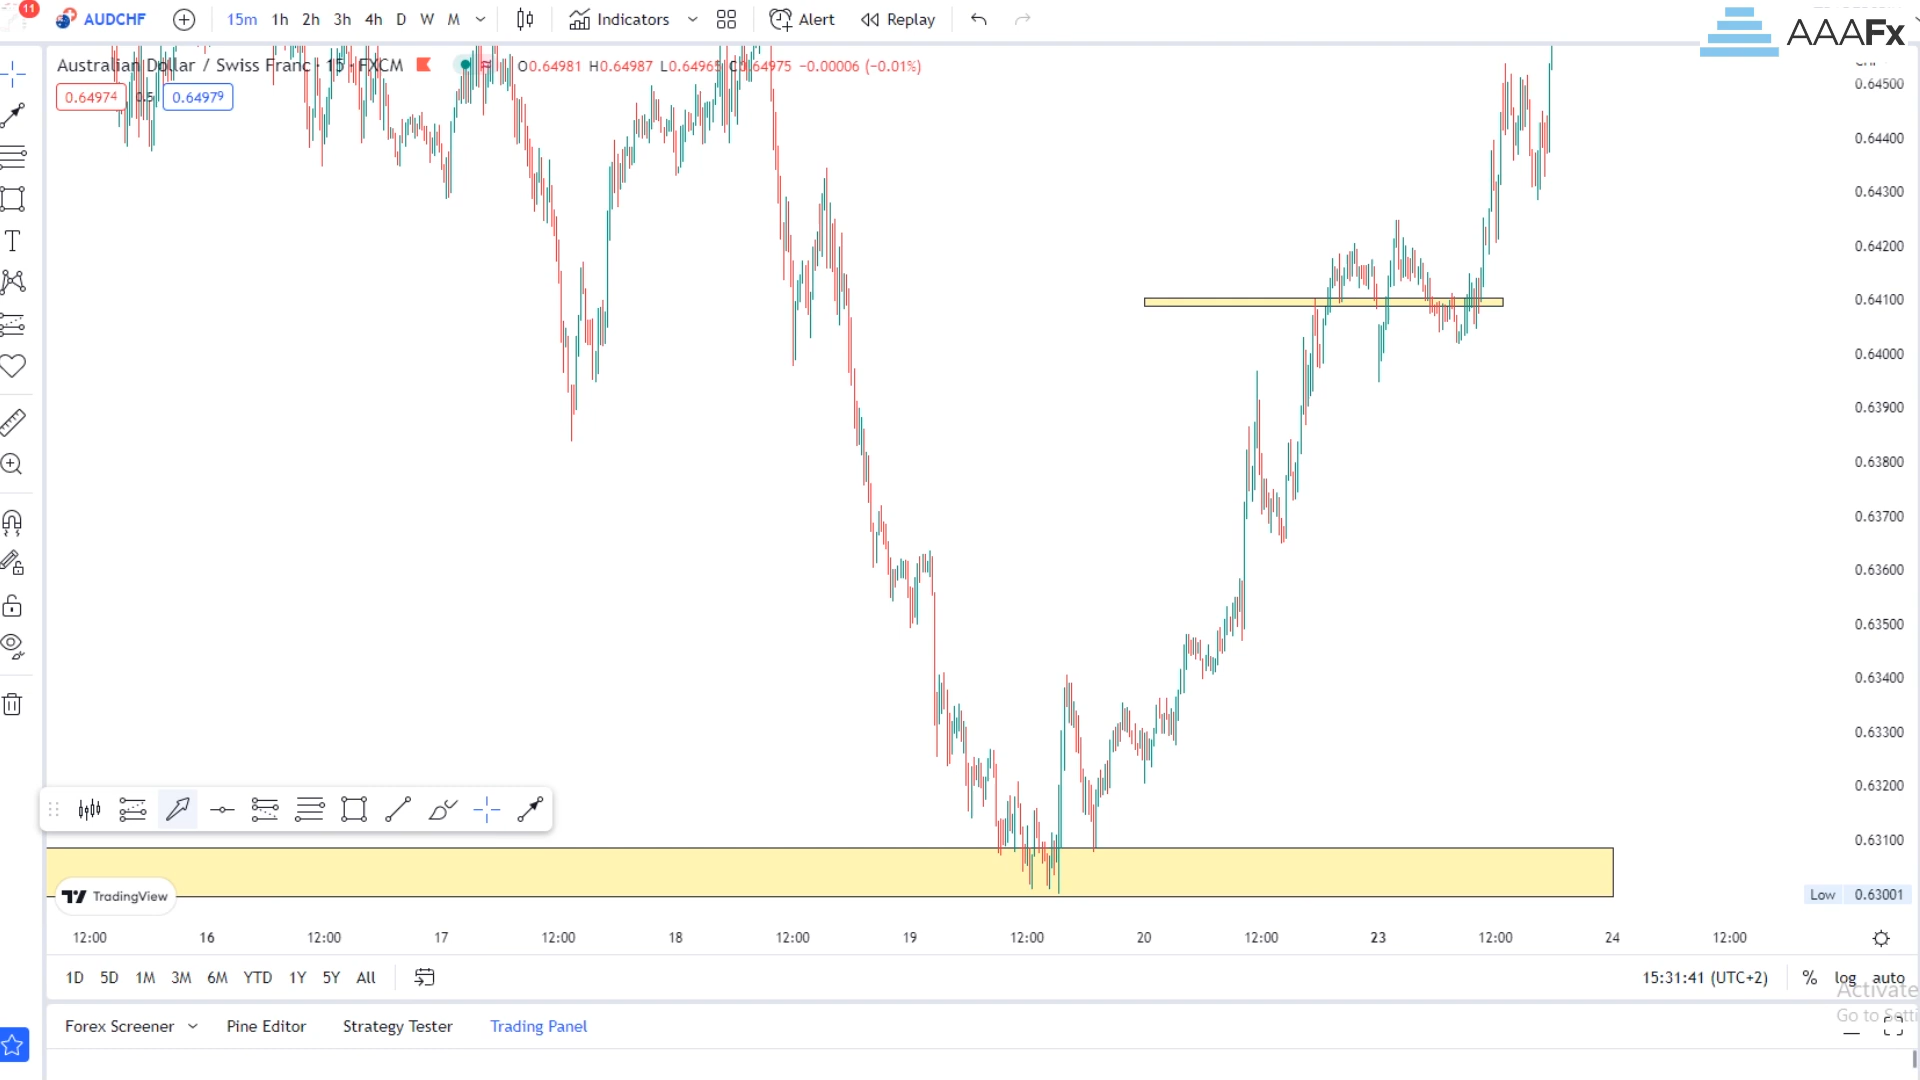 11
AUDCHF 15m 1h 2h 3h 4h D W M Indicators Alert Replay
AAAFx
Australian Dollar / Swiss Franc · 15 · FXCM O0.64981 H0.64987 L0.64965 C0.64975 −0.00006 (−0.01%)
0.64974 0.5 0.64979
0.64500
0.64400
0.64300
0.64200
0.64100
0.64000
0.63900
0.63800
0.63700
0.63600
0.63500
0.63400
0.63300
0.63200
0.63100
Low 0.63001
TradingView
12:00 16 12:00 17 12:00 18 12:00 19 12:00 20 12:00 23 12:00 24 12:00
1D 5D 1M 3M 6M YTD 1Y 5Y All 15:31:41 (UTC+2) % log auto
Activate
Go to Setti
Forex Screener Pine Editor Strategy Tester Trading Panel